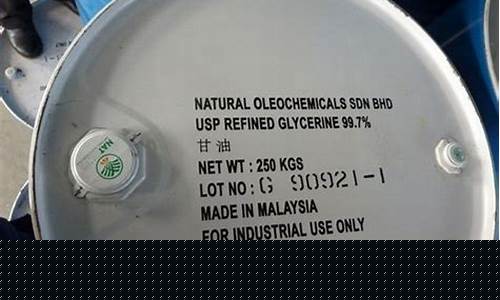 NATURAL OLEOCHEMICALS SDN BHD
USP REFINED GLYCERINE 99.7%
甘油
NET WT : 250 KGS
LOT NO : G 90921-1
MADE IN MALAYSIA
FOR INDUSTRIAL USE ONLY
NAT